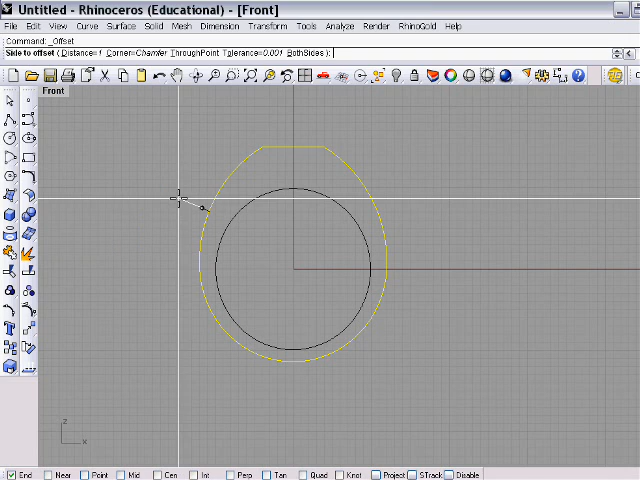 Untitled - Rhinoceros (Educational) - [Front]
File Edit View Curve Surface Solid Mesh Dimension Transform Tools Analyze Render RhinoGold Help
Command: _Offset
Side to offset ( Distance=1 Corner=Chamfer ThroughPoint Tolerance=0.001 BothSides ):
Front
z
x
End Near Point Mid Cen Int Perp Tan Quad Knot Project STrack Disable